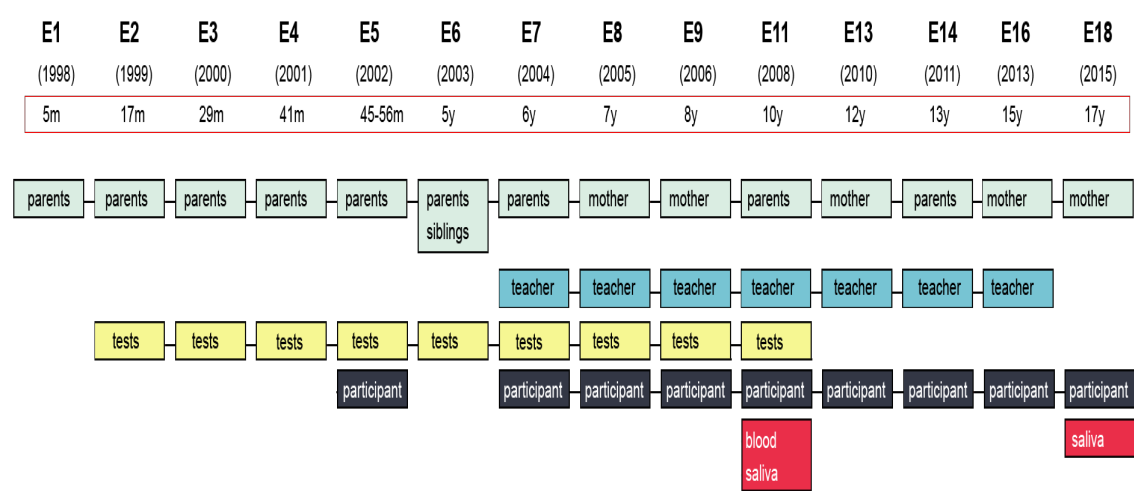 E1 E2 E3 E4 E5 E6 E7 E8 E9 E11 E13 E14 E16 E18
(1998) (1999) (2000) (2001) (2002) (2003) (2004) (2005) (2006) (2008) (2010) (2011) (2013) (2015)
5m 17m 29m 41m 45-56m 5y 6y 7y 8y 10y 12y 13y 15y 17y
parents parents parents parents parents parents parents mother mother parents mother parents mother mother
siblings
teacher teacher teacher teacher teacher teacher teacher
tests tests tests tests tests tests tests tests tests
participant participant participant participant participant participant participant participant participant
blood saliva
saliva